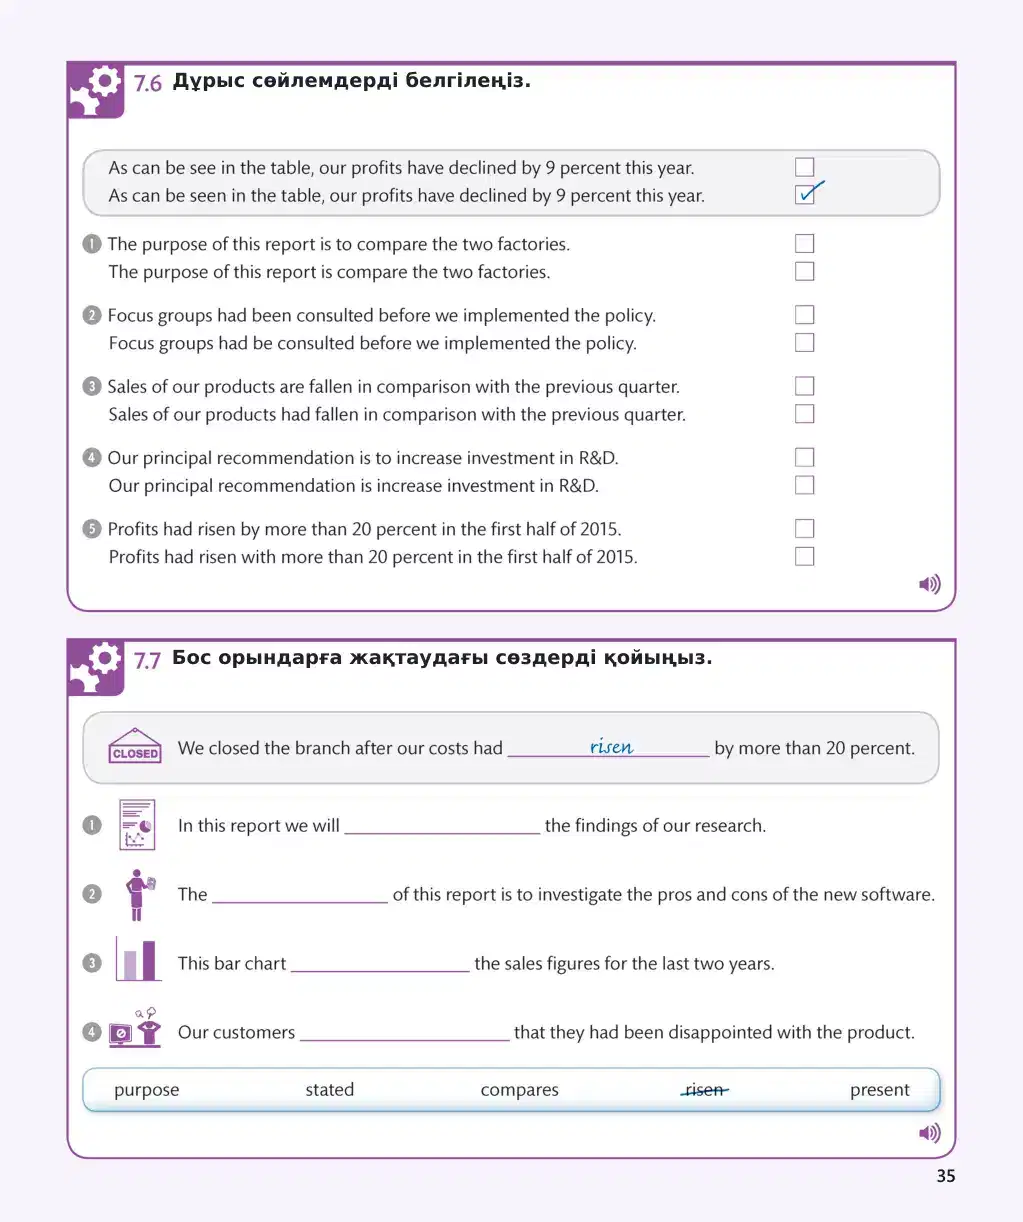 7.6 Дұрыс сөйлемдерді белгілеңіз.
As can be see in the table, our profits have declined by 9 percent this year.
As can be seen in the table, our profits have declined by 9 percent this year.
1 The purpose of this report is to compare the two factories.
The purpose of this report is compare the two factories.
2 Focus groups had been consulted before we implemented the policy.
Focus groups had be consulted before we implemented the policy.
3 Sales of our products are fallen in comparison with the previous quarter.
Sales of our products had fallen in comparison with the previous quarter.
4 Our principal recommendation is to increase investment in R&D.
Our principal recommendation is increase investment in R&D.
5 Profits had risen by more than 20 percent in the first half of 2015.
Profits had risen with more than 20 percent in the first half of 2015.
7.7 Бос орындарға жақтаудағы сөздерді қойыңыз.
CLOSED We closed the branch after our costs had risen by more than 20 percent.
1 In this report we will the findings of our research.
2 The of this report is to investigate the pros and cons of the new software.
3 This bar chart the sales figures for the last two years.
4 Our customers that they had been disappointed with the product.
purpose stated compares risen present
35